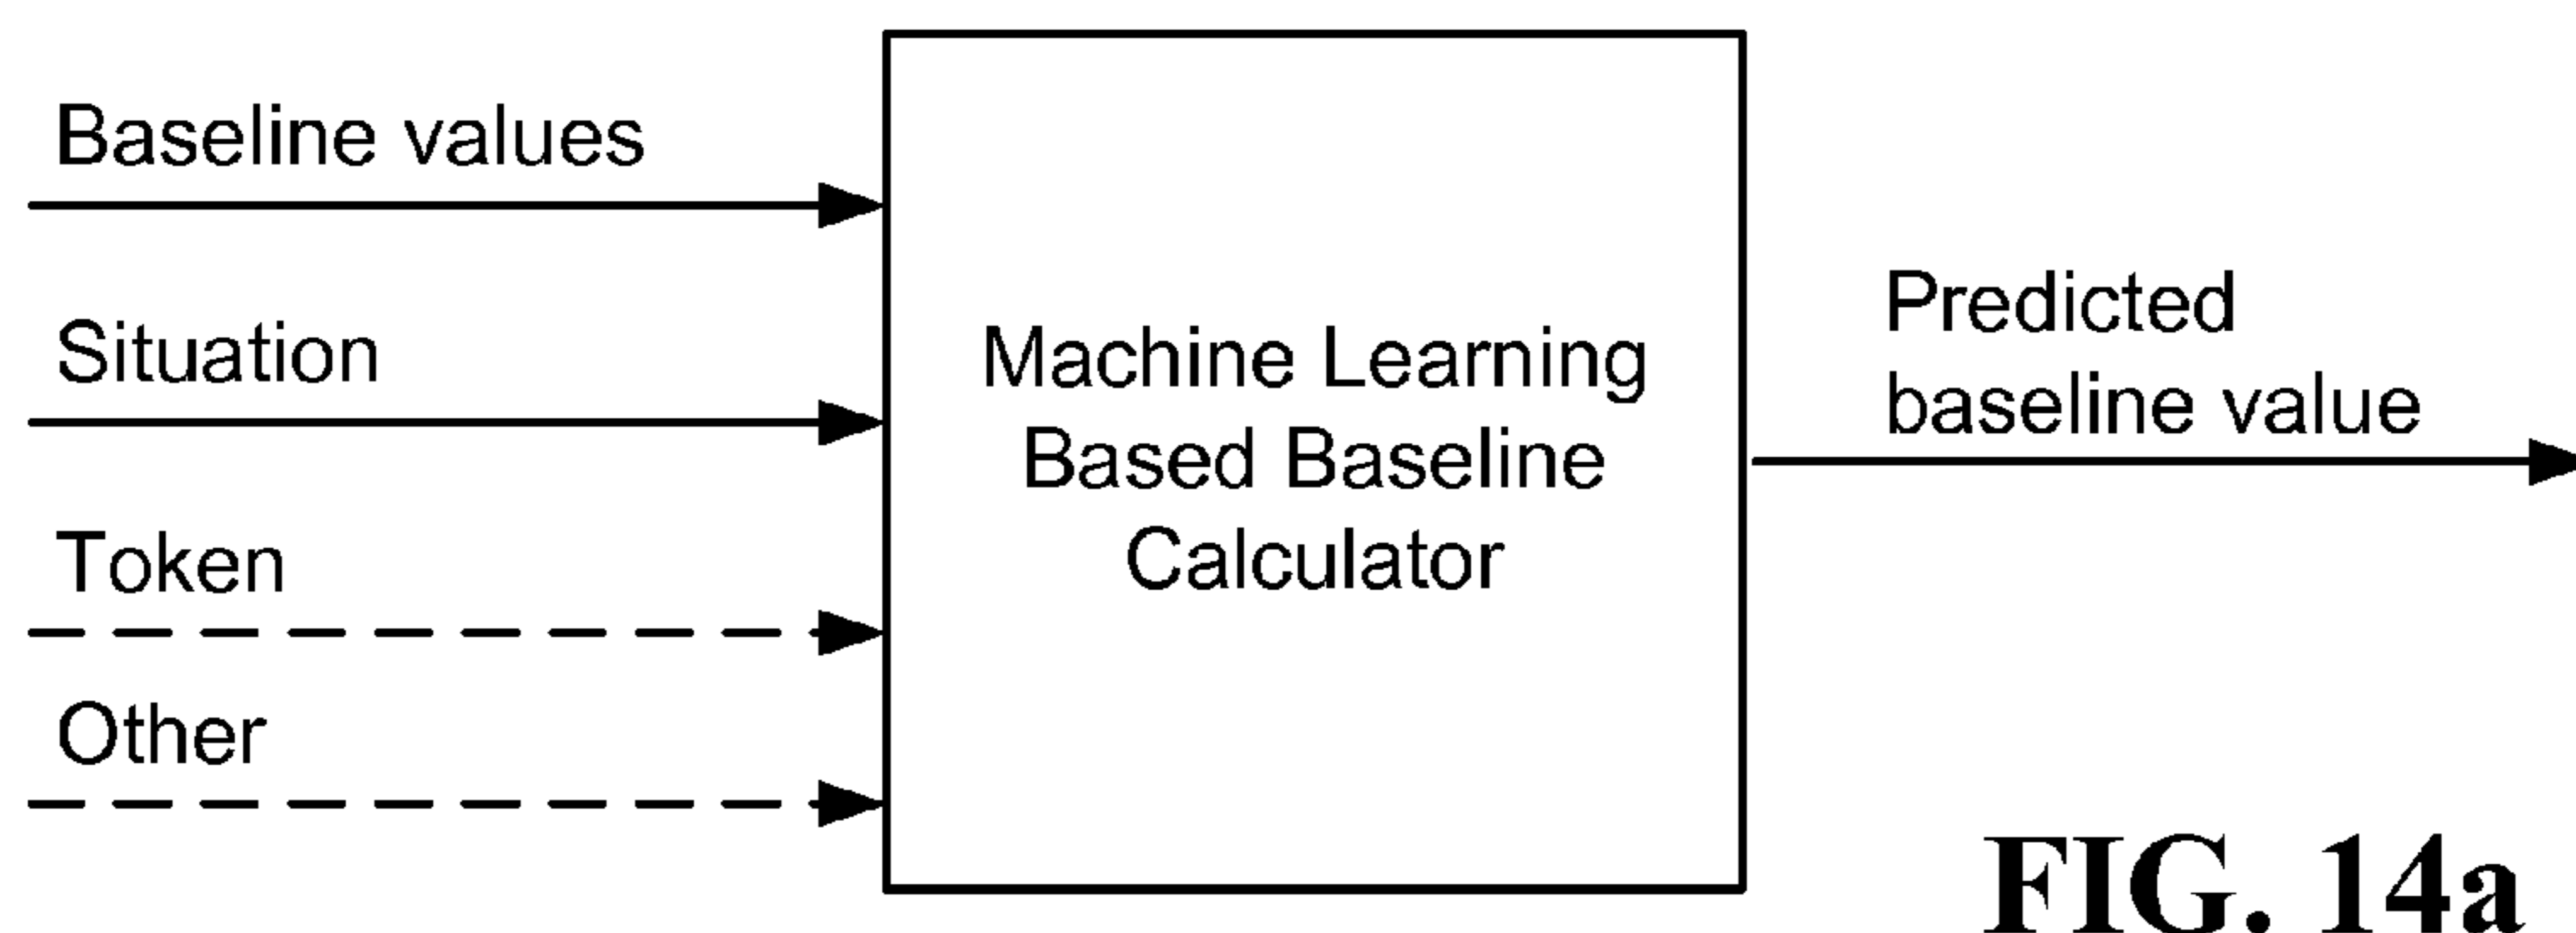 Baseline values
Situation
Token
Other
Machine Learning
Based Baseline
Calculator
Predicted
baseline value
FIG. 14a